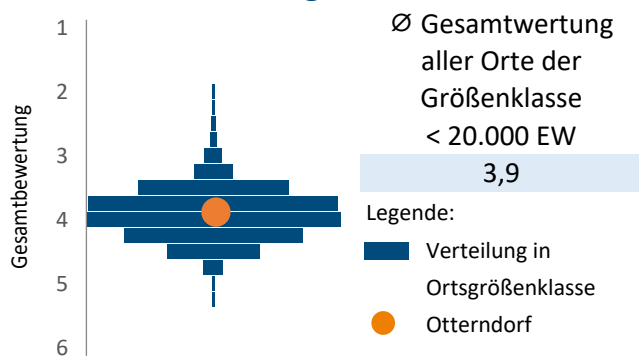 Gesamtbewertung
1
2
3
4
5
6
Ø Gesamtwertung
aller Orte der
Größenklasse
< 20.000 EW
3,9
Legende:
Verteilung in
Ortsgrößenklasse
Otterndorf